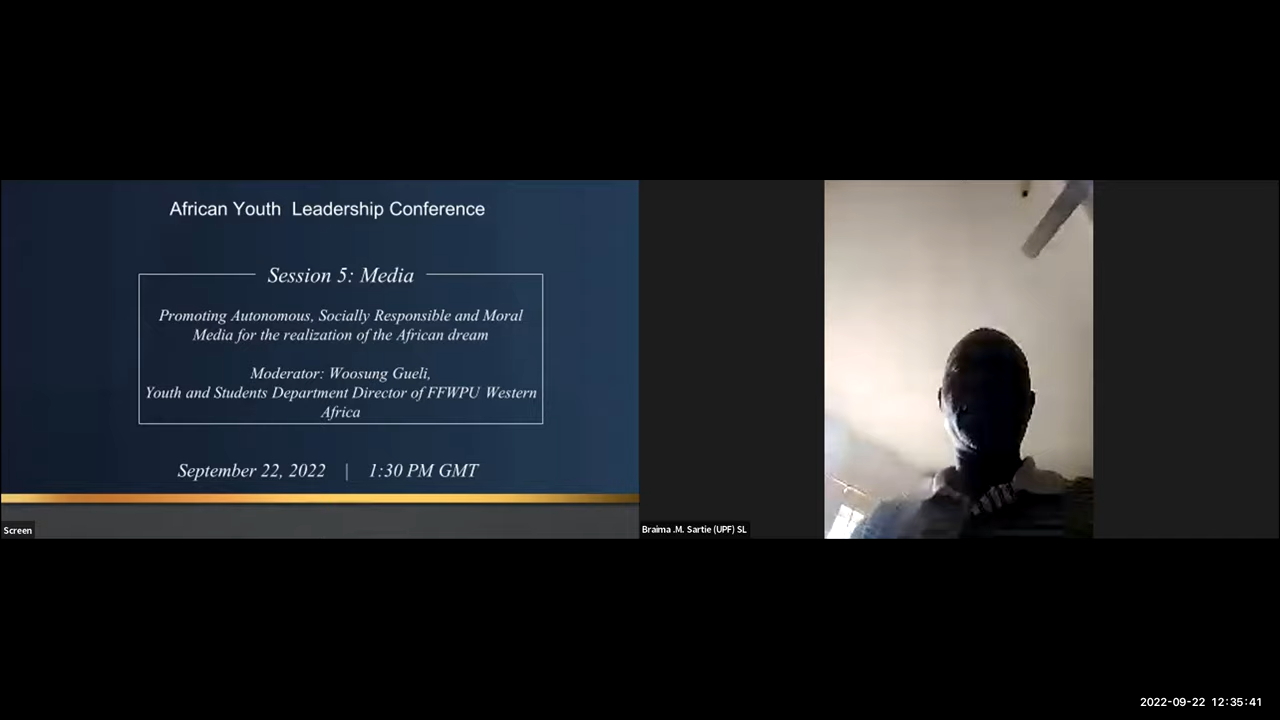 African Youth  Leadership Conference
Session 5: Media
Promoting Autonomous, Socially Responsible and Moral
Media for the realization of the African dream
Moderator: Woosung Gueli,
Youth and Students Department Director of FFWPU Western
Africa
September 22, 2022 | 1:30 PM GMT
Screen
Braima .M. Sartie (UPF) SL
2022-09-22 12:35:41